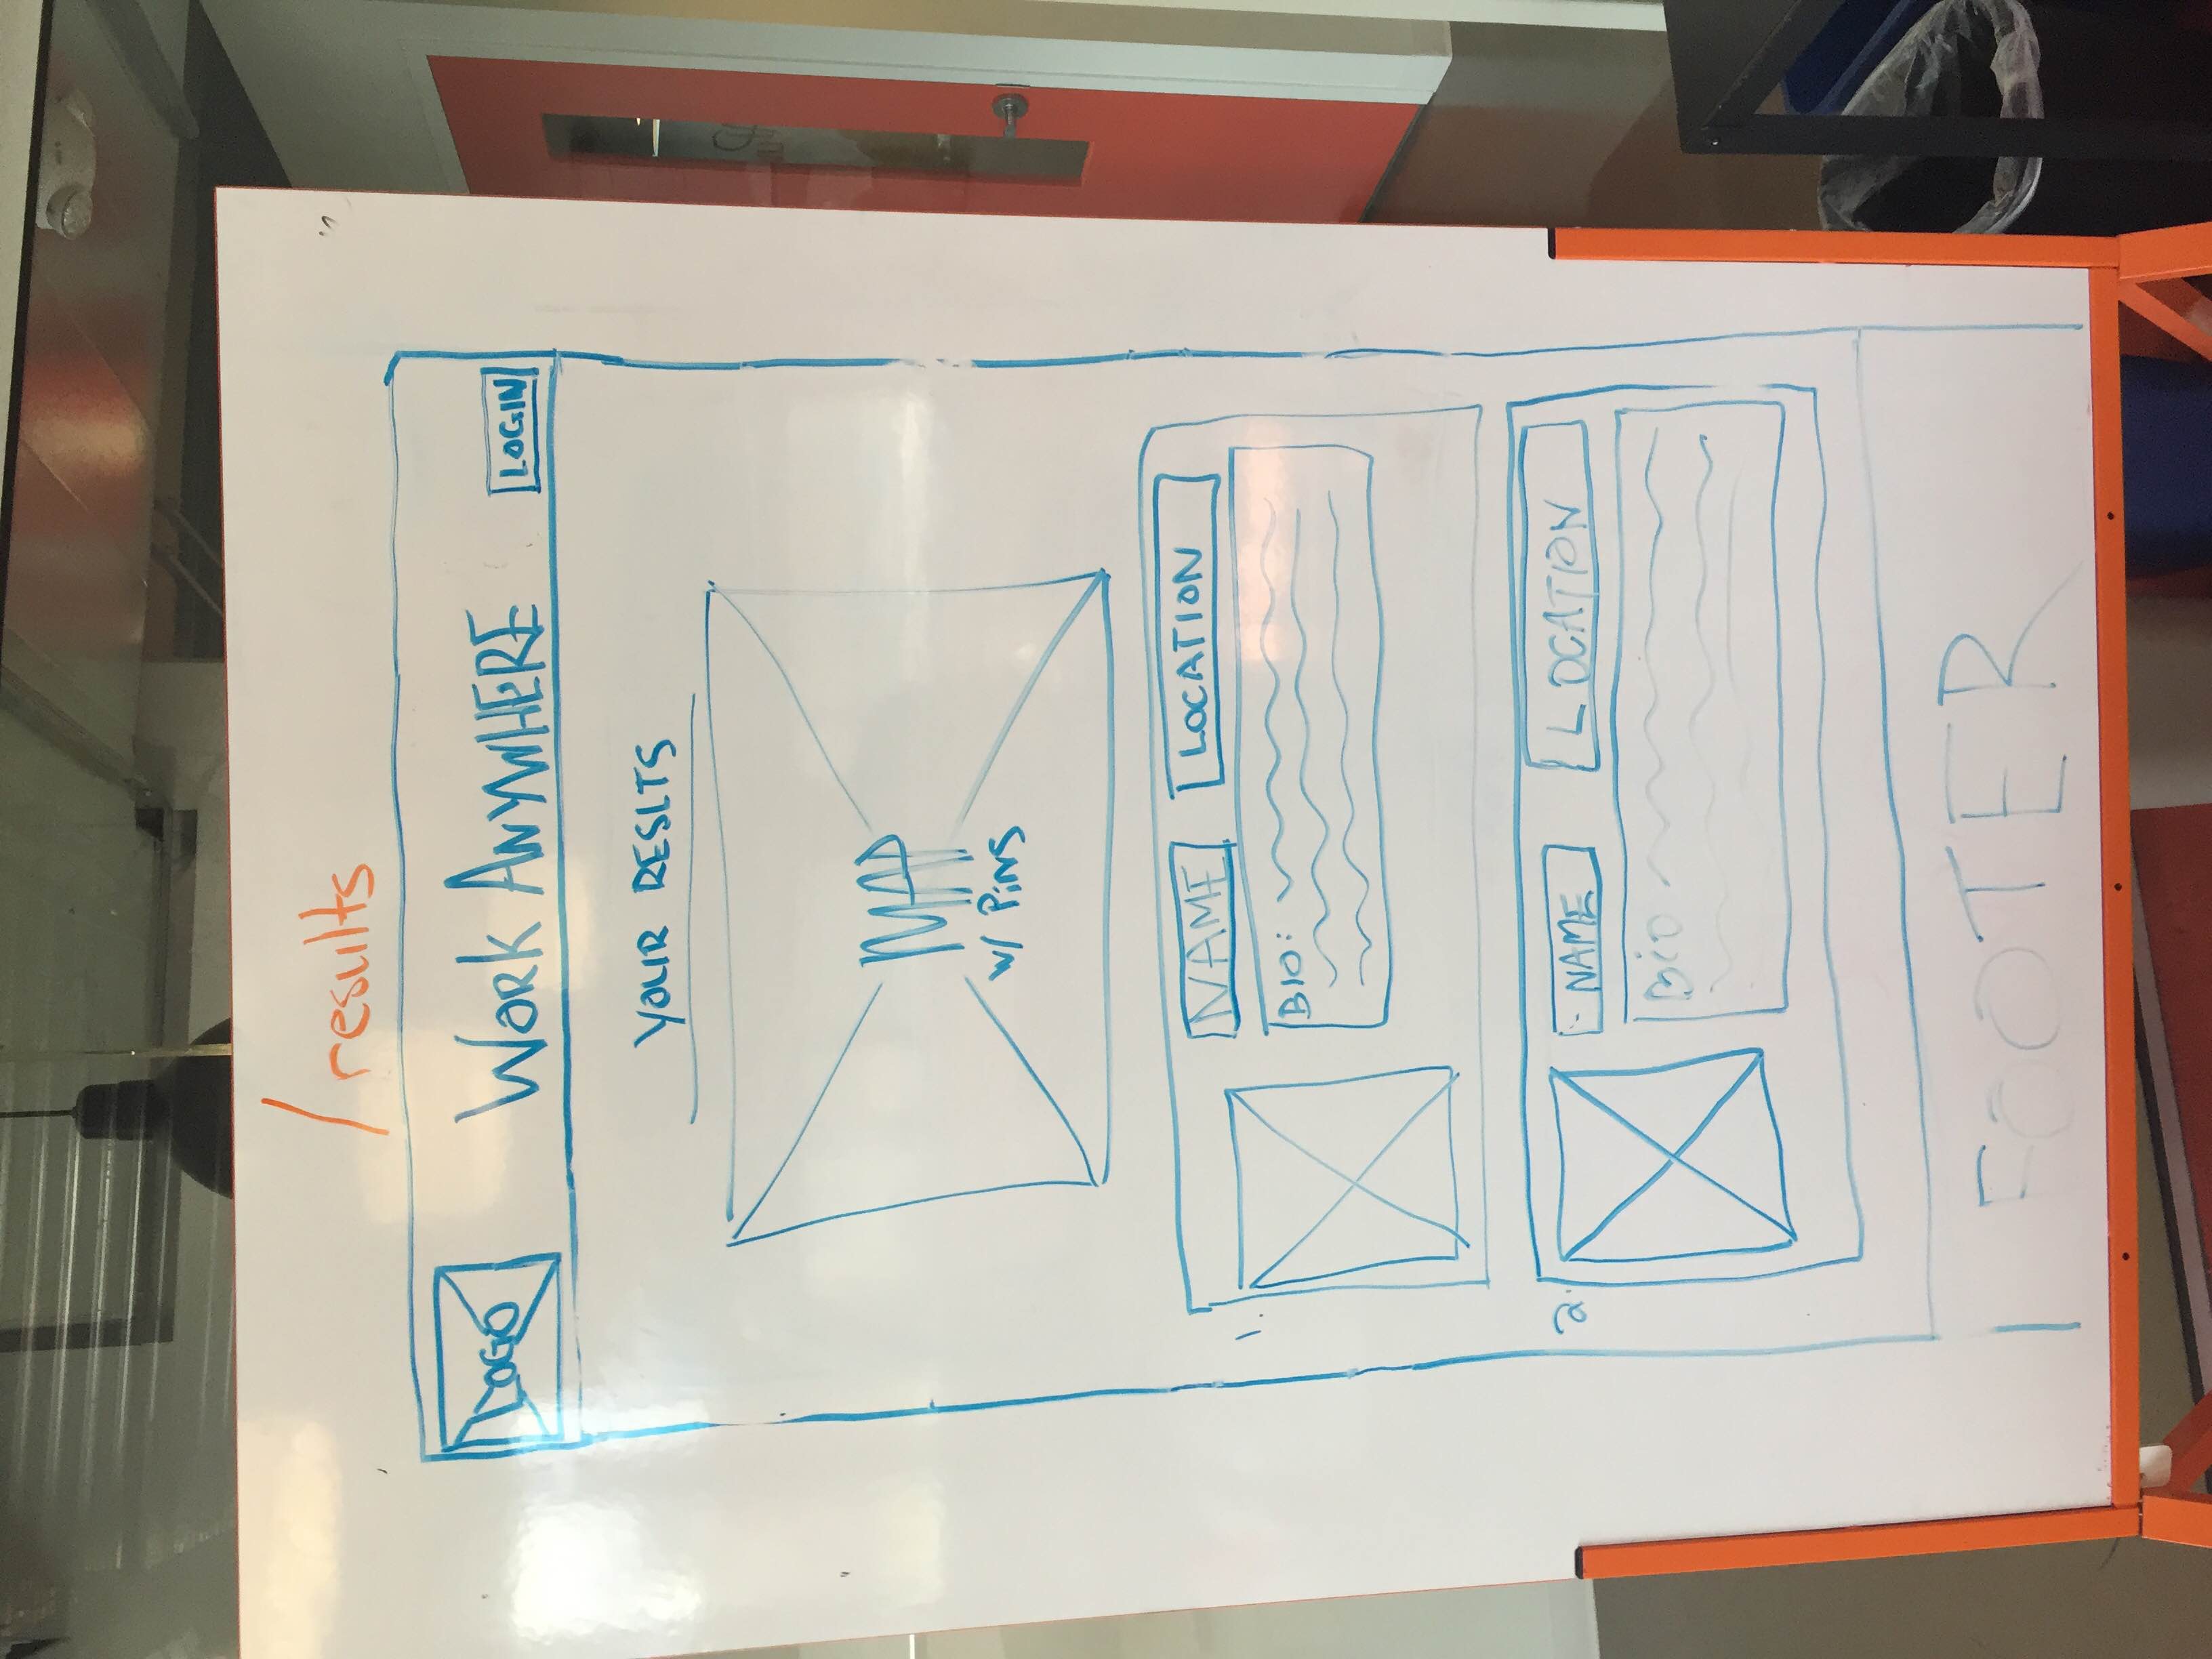 /results
LOGO
WORK ANYWHERE
LOGIN
YOUR RESLTS
MAP
W/ PiNS
NAME
LOCATION
1.
BIO:
2.
NAME
LOCATION
BiO
FOOTER